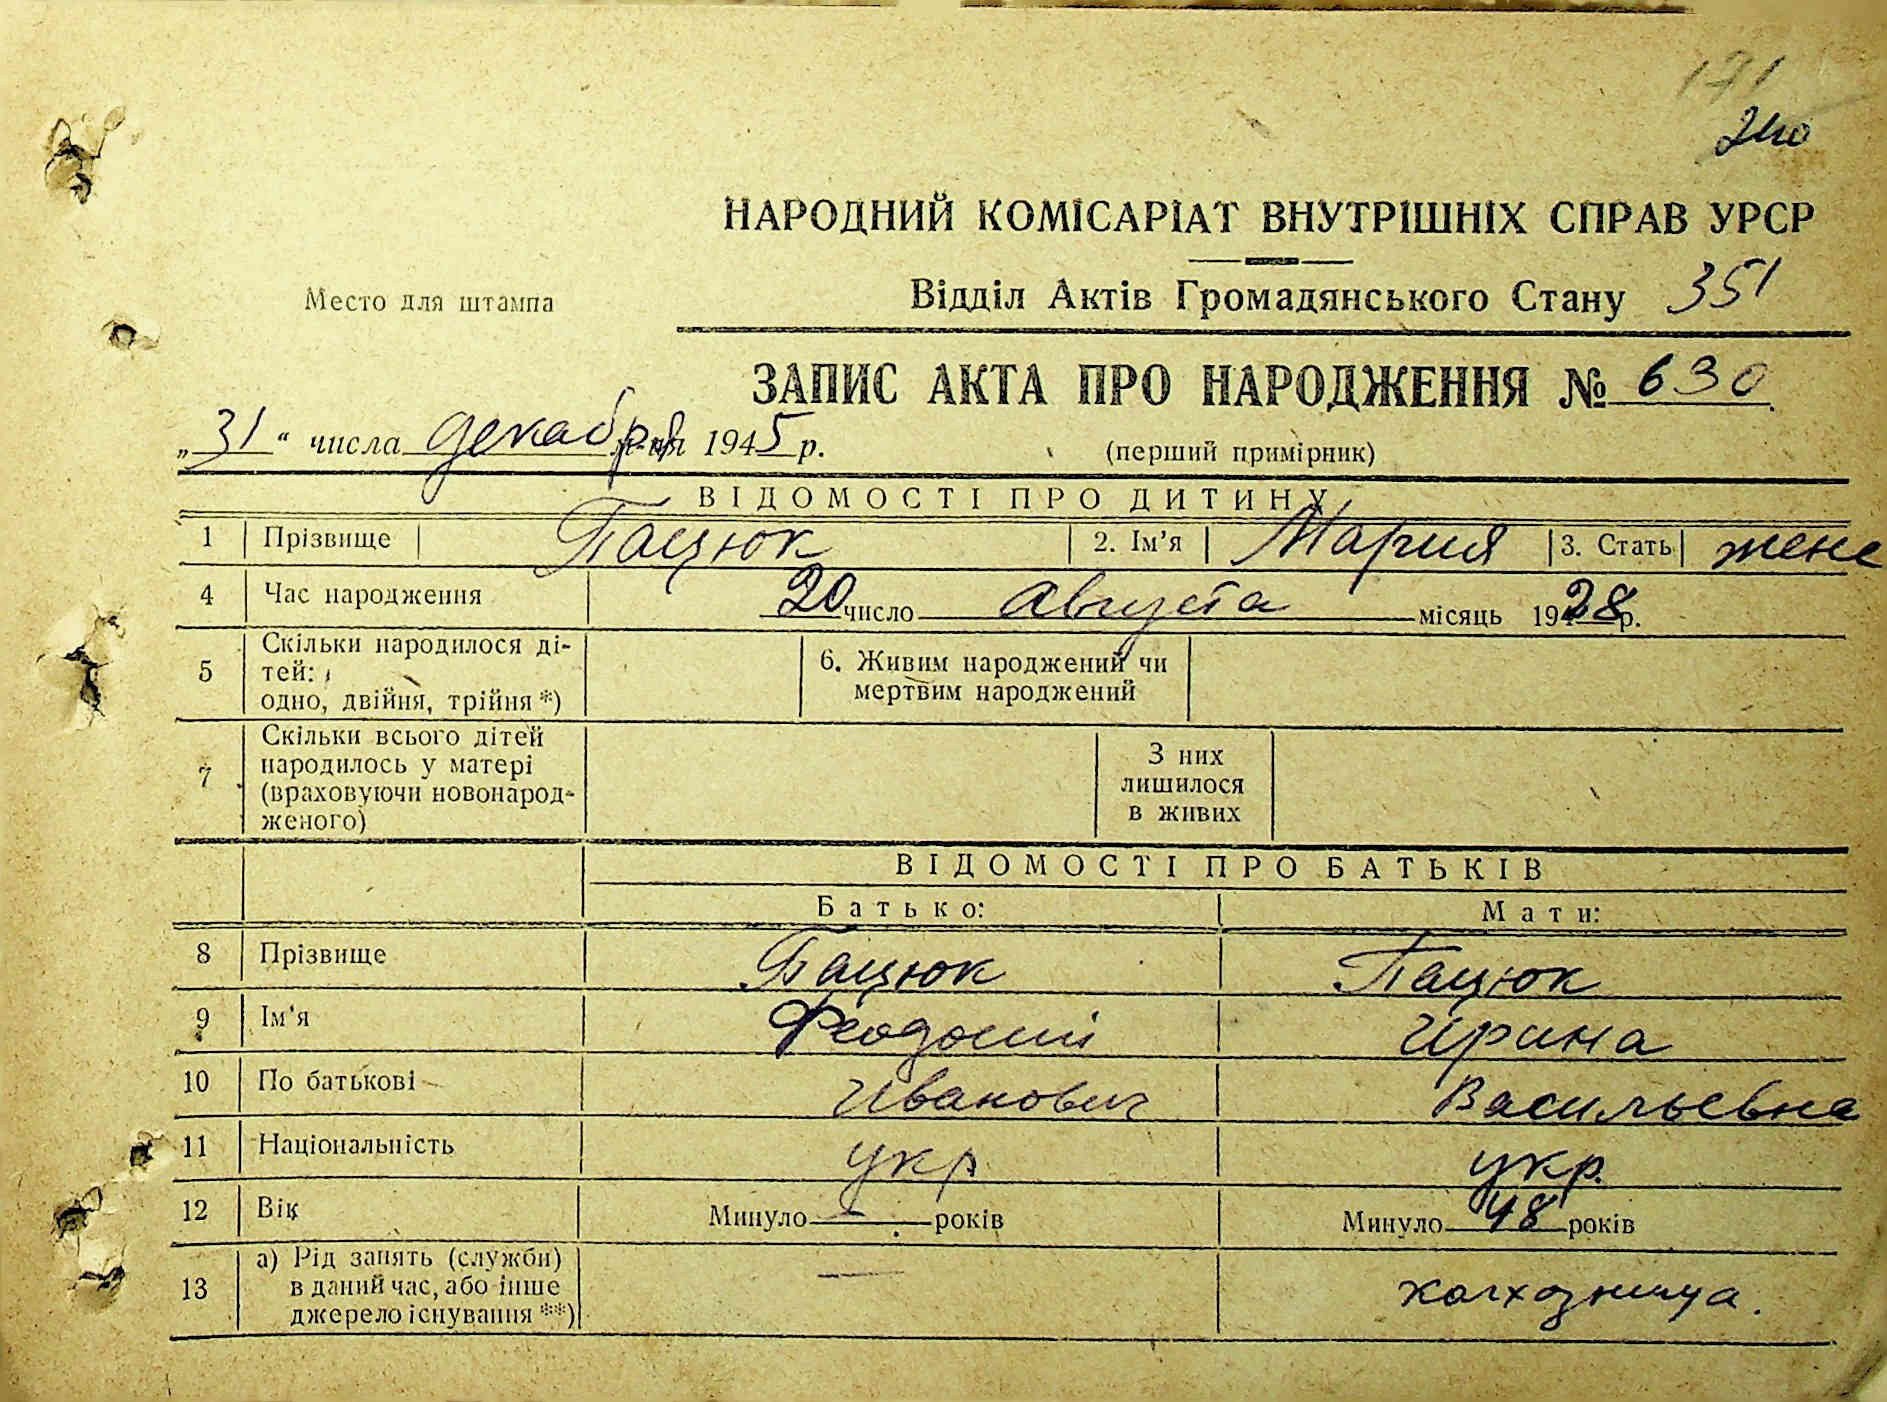 171
240
НАРОДНИЙ КОМІСАРІАТ ВНУТРІШНІХ СПРАВ УРСР
Место для штампа
Відділ Актів Громадянського Стану 351
ЗАПИС АКТА ПРО НАРОДЖЕННЯ № 630
„31“ числа декабря м-ця 1945 р.
(перший примірник)
ВІДОМОСТІ ПРО ДИТИНУ
1 Прізвище Пацюк 2. Ім'я Мария 3. Стать жене
4 Час народження 20 число Августа місяць 1928 р.
5 Скільки народилося ді-
тей:
одно, двійня, трійня *)
6. Живим народжений чи
мертвим народжений
7 Скільки всього дітей
народилось у матері
(враховуючи новонарод-
женого)
З них
лишилося
в живих
ВІДОМОСТІ ПРО БАТЬКІВ
Батько: Мати:
8 Прізвище Пацюк Пацюк
9 Ім'я Феодосий Ирина
10 По батькові Иванович Васильевна
11 Національність укр укр.
12 Вік Минуло — років Минуло 48 років
13 а) Рід занять (служби)
в даний час, або інше
джерело існування **)
— колхозница.